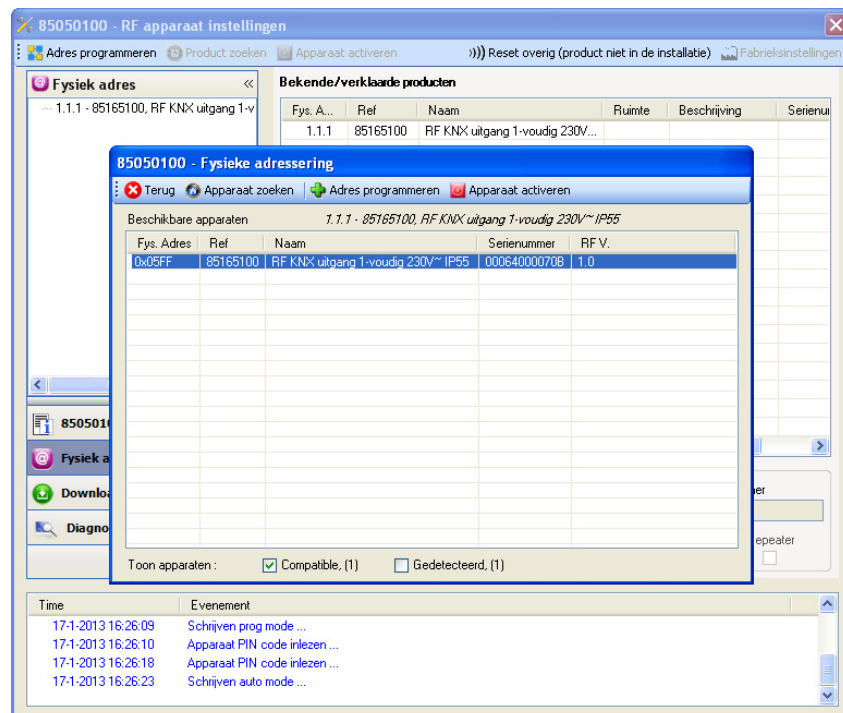 85050100 - RF apparaat instellingen
Adres programmeren Product zoeken Apparaat activeren Reset overig (product niet in de installatie) Fabrieksinstellingen
Fysiek adres «
1.1.1 - 85165100, RF KNX uitgang 1-v
Bekende/verklaarde producten
Fys. A... Ref Naam Ruimte Beschrijving Serienu
1.1.1 85165100 RF KNX uitgang 1-voudig 230V...
85050100 - Fysieke adressering
Terug Apparaat zoeken Adres programmeren Apparaat activeren
Beschikbare apparaten 1.1.1 - 85165100, RF KNX uitgang 1-voudig 230V~ IP55
Fys. Adres Ref Naam Serienummer RF V.
0x05FF 85165100 RF KNX uitgang 1-voudig 230V~ IP55 00064000070B 1.0
Toon apparaten : Compatible, (1) Gedetecteerd, (1)
850501
Fysiek a
Downloa
Diagno
er
epeater
Time Evenement
17-1-2013 16:26:09 Schrijven prog mode ...
17-1-2013 16:26:10 Apparaat PIN code inlezen ...
17-1-2013 16:26:18 Apparaat PIN code inlezen ...
17-1-2013 16:26:23 Schrijven auto mode ...